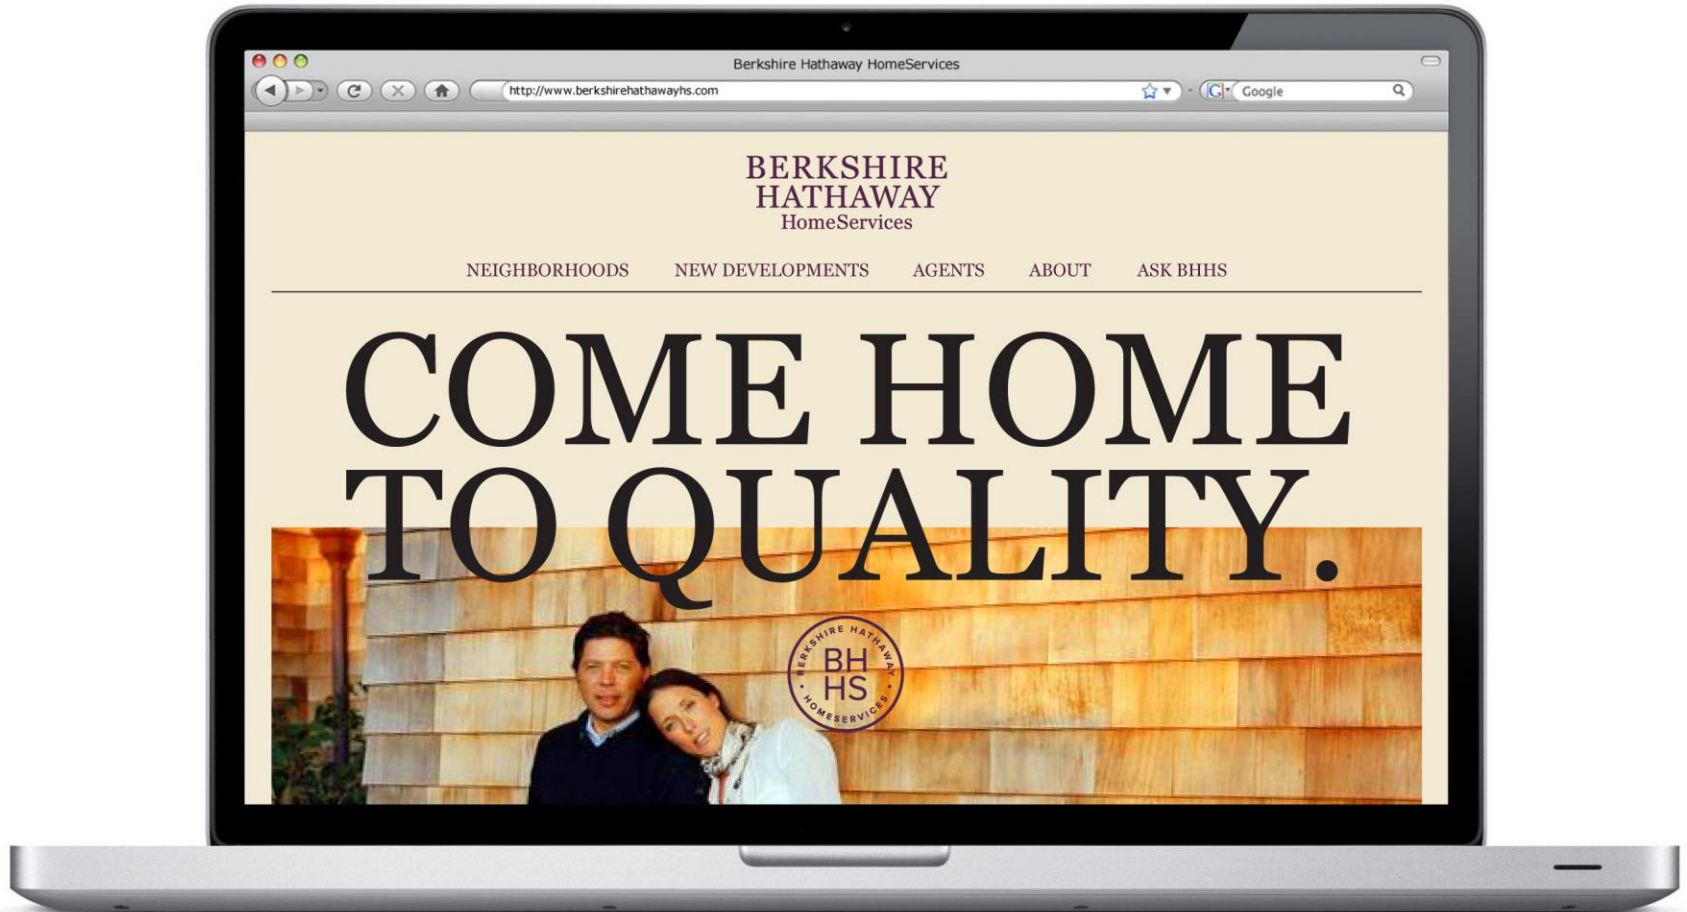 Berkshire Hathaway HomeServices
http://www.berkshirehathawayhs.com
Google
BERKSHIRE
HATHAWAY
HomeServices
NEIGHBORHOODS NEW DEVELOPMENTS AGENTS ABOUT ASK BHHS
COME HOME
TO QUALITY.
BERKSHIRE HATHAWAY
BH
HS
HOMESERVICES